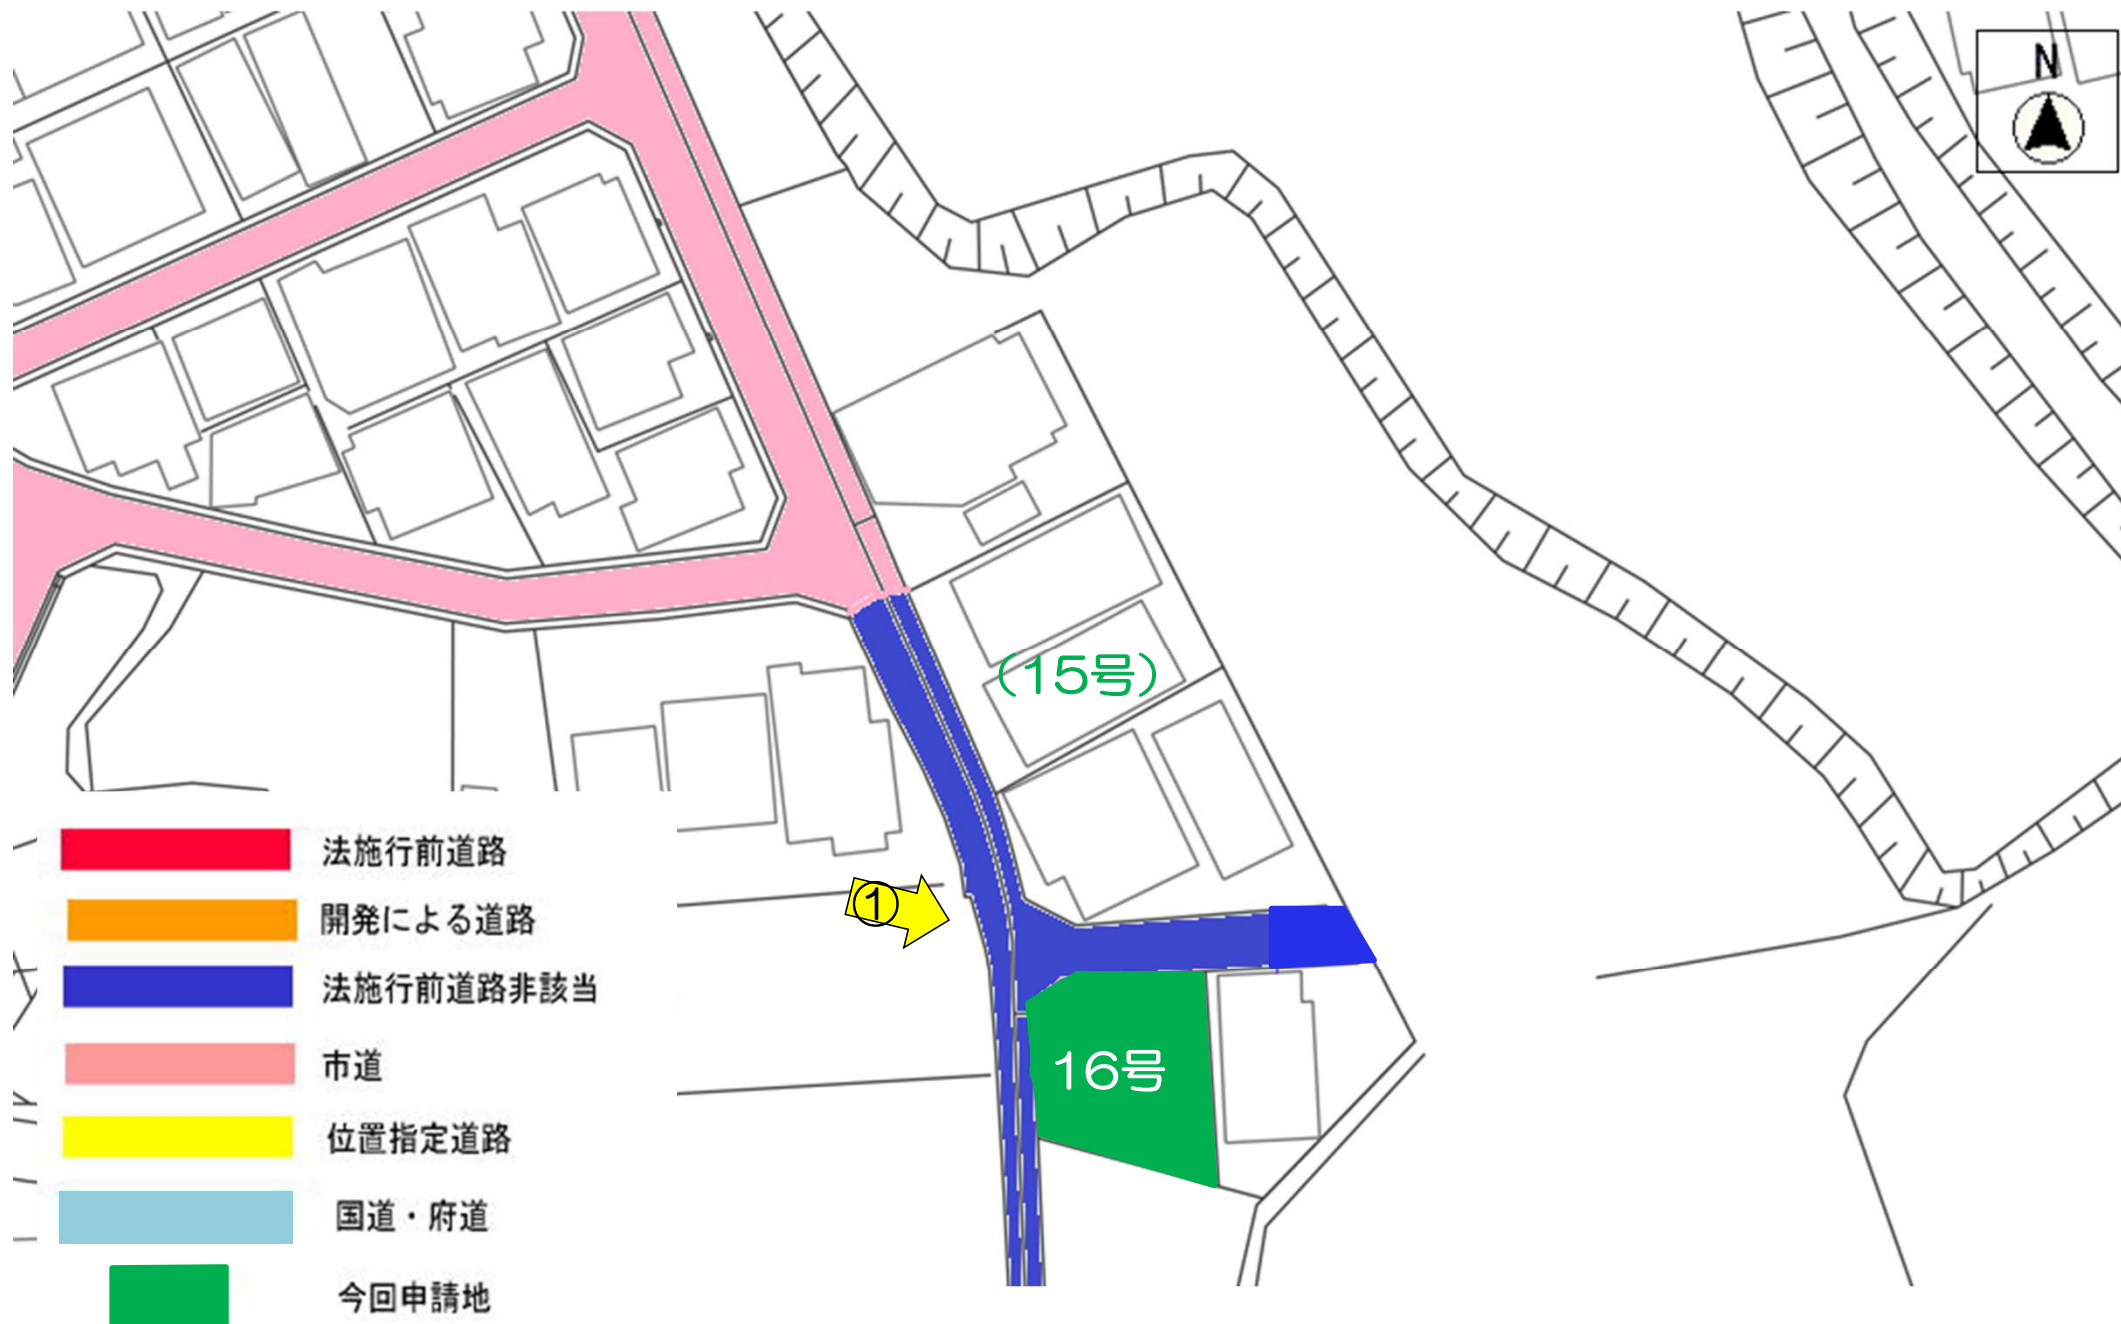 N
(15号)
①
16号
法施行前道路
開発による道路
法施行前道路非該当
市道
位置指定道路
国道・府道
今回申請地